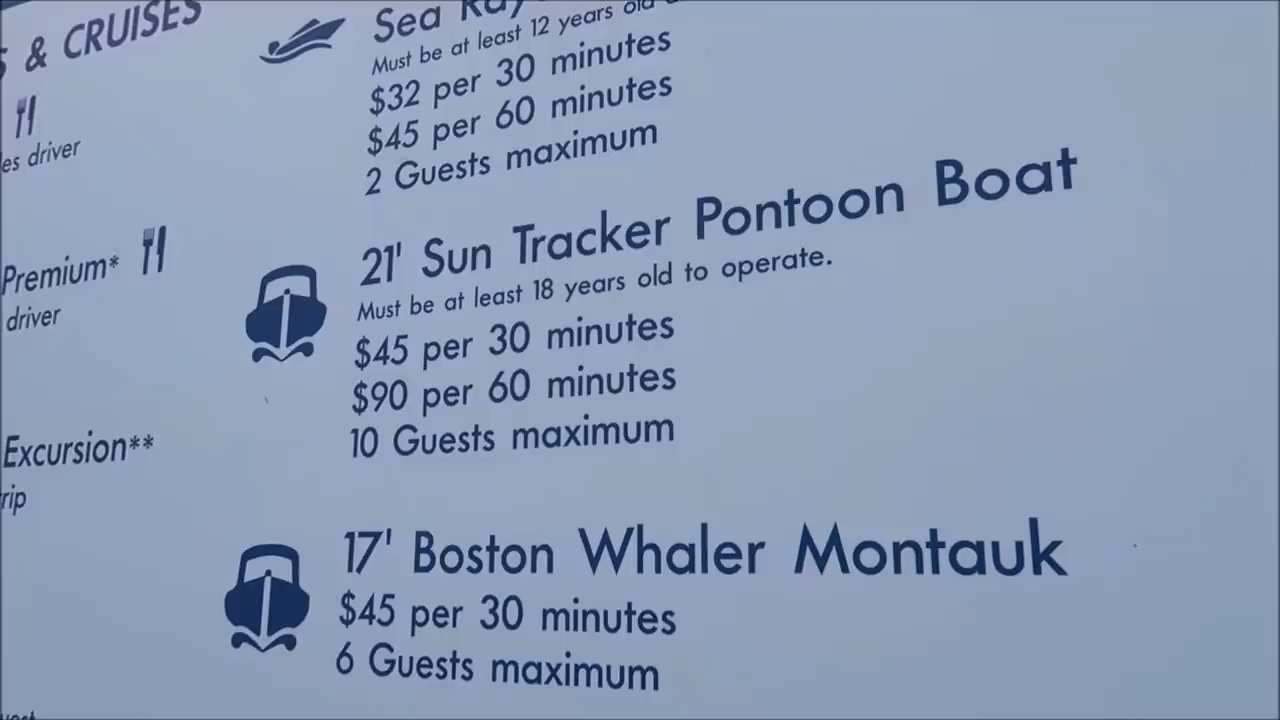 & CRUISES
driver
Premium*
driver
Excursion**
Sea
Must be at least 12 years old
$32 per 30 minutes
$45 per 60 minutes
2 Guests maximum
21' Sun Tracker Pontoon Boat
Must be at least 18 years old to operate.
$45 per 30 minutes
$90 per 60 minutes
10 Guests maximum
17' Boston Whaler Montauk
$45 per 30 minutes
6 Guests maximum